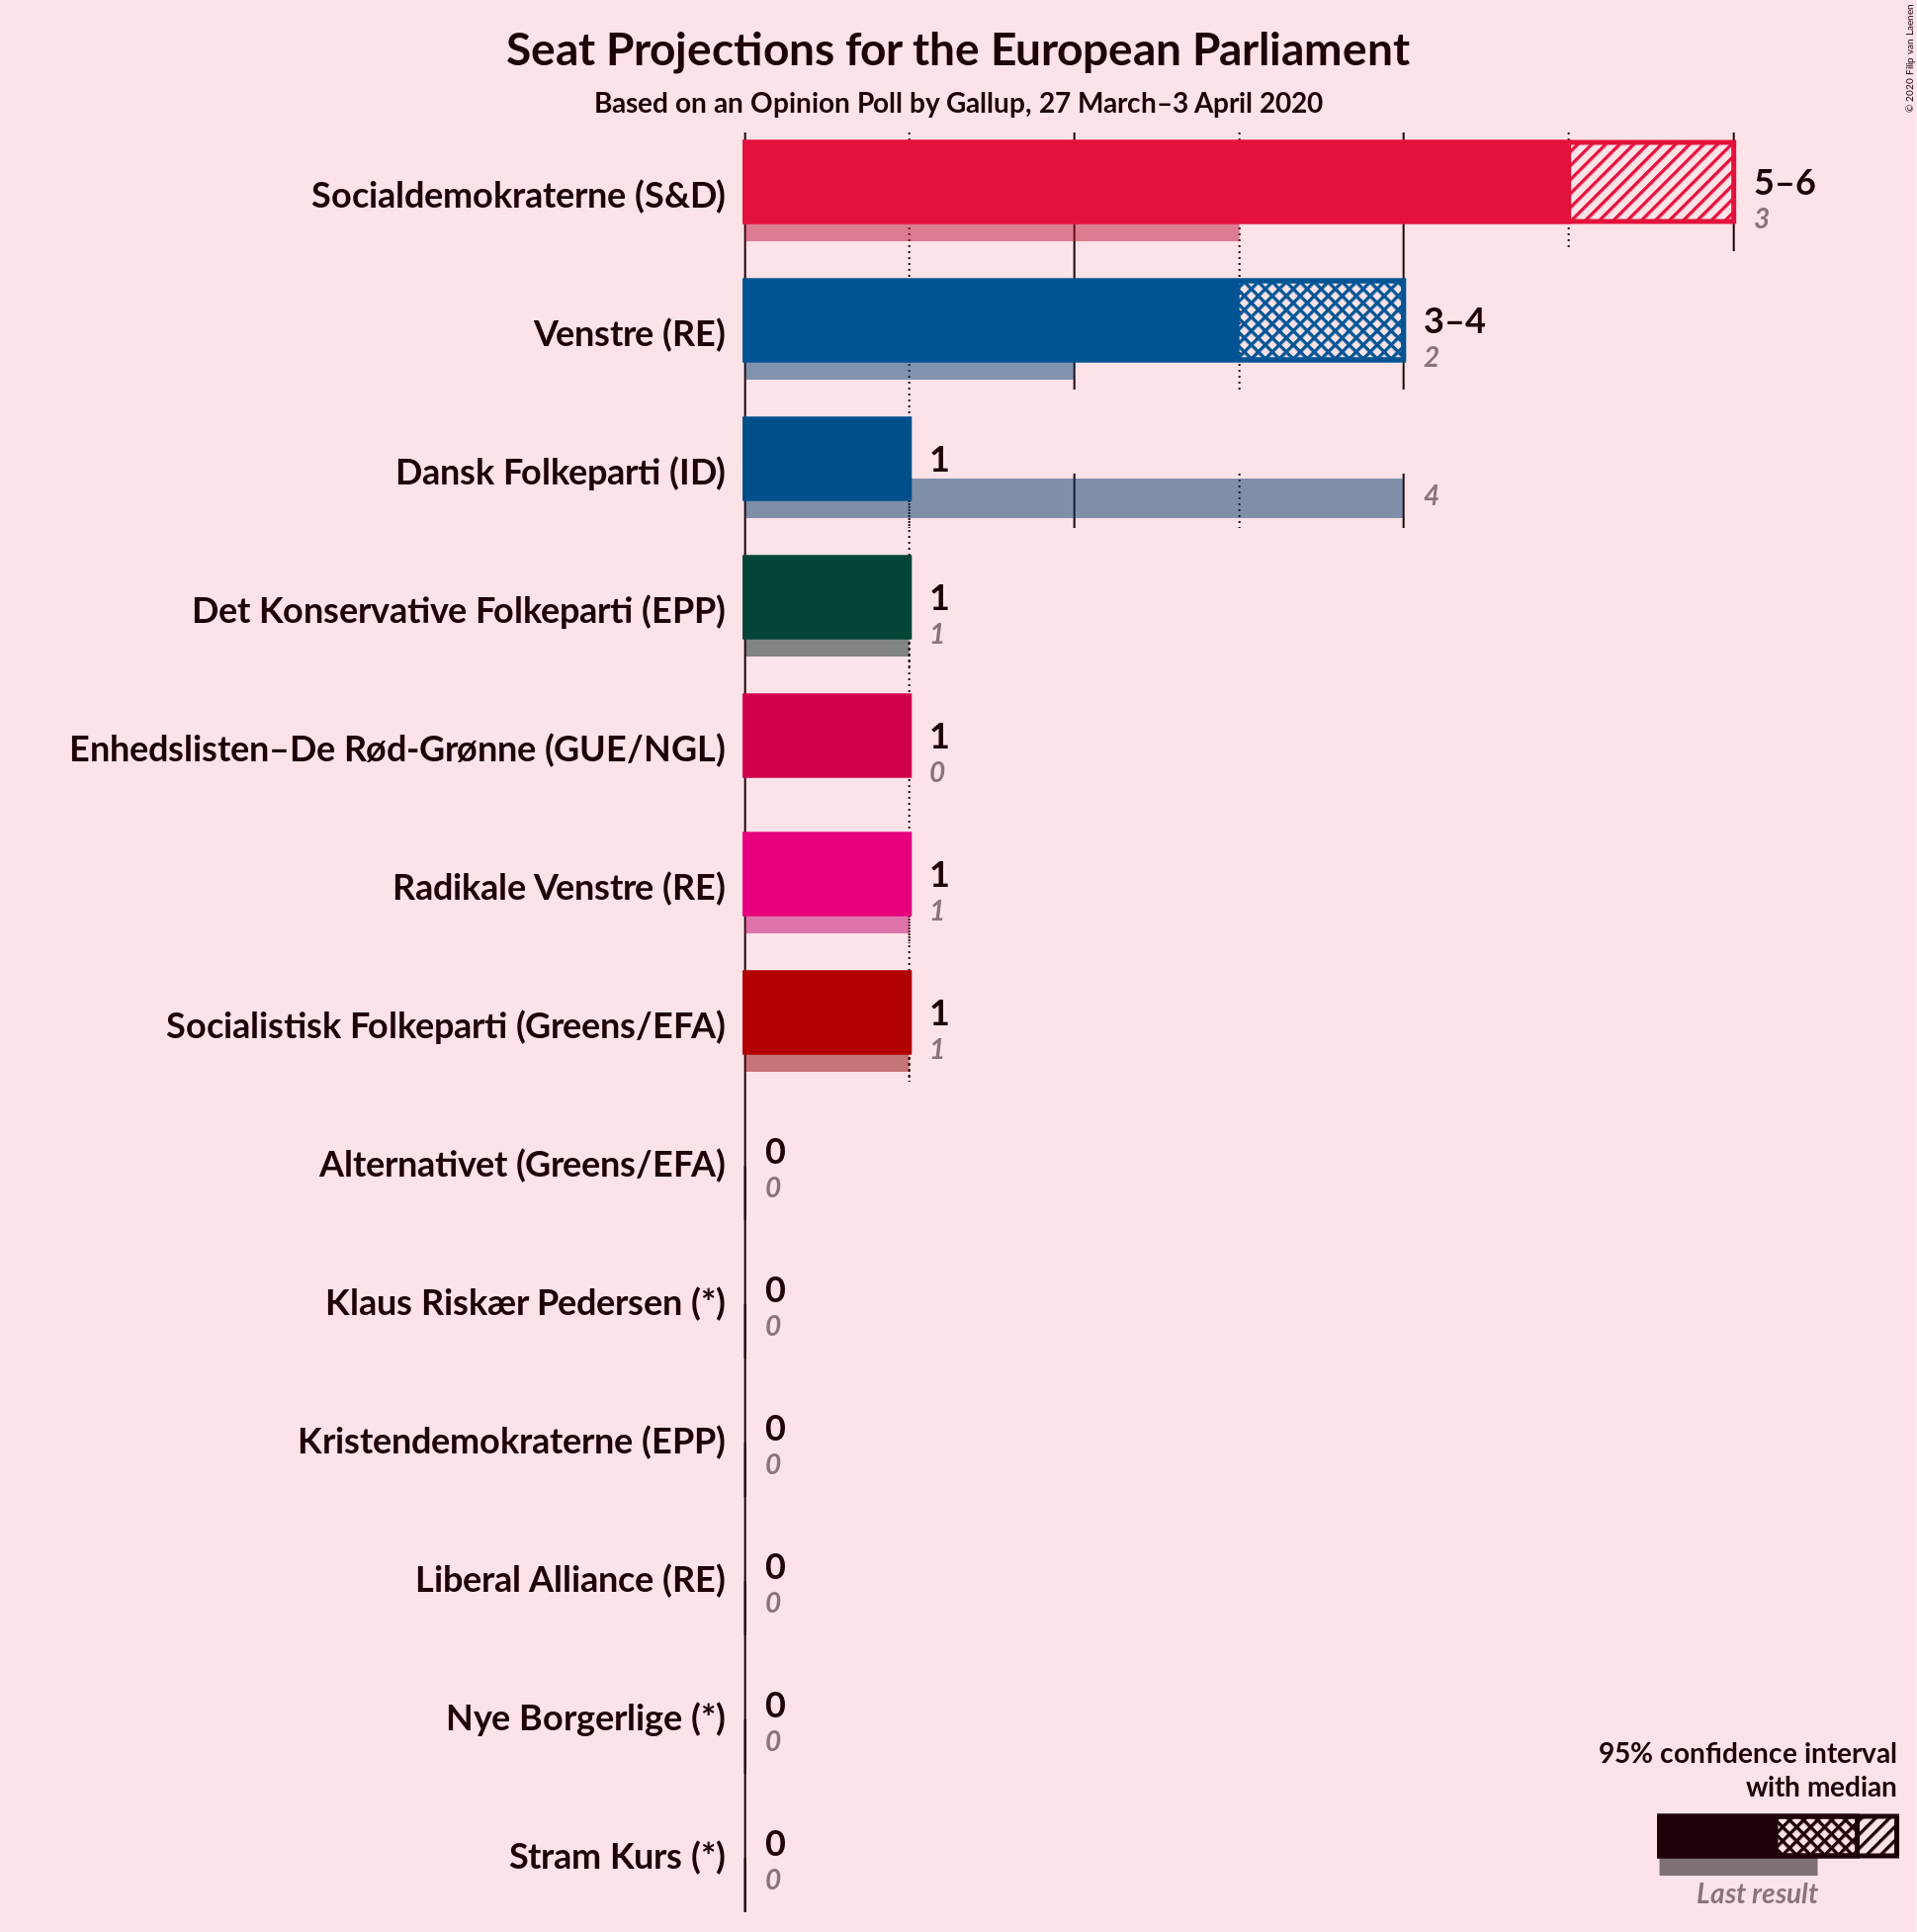 Seat Projections for the European Parliament
Based on an Opinion Poll by Gallup, 27 March–3 April 2020
© 2020 Filip van Laenen
Socialdemokraterne (S&D)
5–6
3
Venstre (RE)
3–4
2
Dansk Folkeparti (ID)
1
4
Det Konservative Folkeparti (EPP)
1
1
Enhedslisten–De Rød-Grønne (GUE/NGL)
1
0
Radikale Venstre (RE)
1
1
Socialistisk Folkeparti (Greens/EFA)
1
1
Alternativet (Greens/EFA)
0
0
Klaus Riskær Pedersen (*)
0
0
Kristendemokraterne (EPP)
0
0
Liberal Alliance (RE)
0
0
Nye Borgerlige (*)
0
0
Stram Kurs (*)
0
0
95% confidence interval
with median
Last result